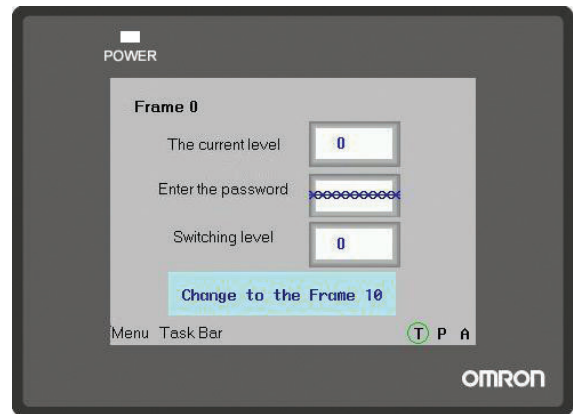 POWER
Frame 0
The current level 0
Enter the password
Switching level 0
Change to the Frame 10
Menu Task Bar T P A
OMRON